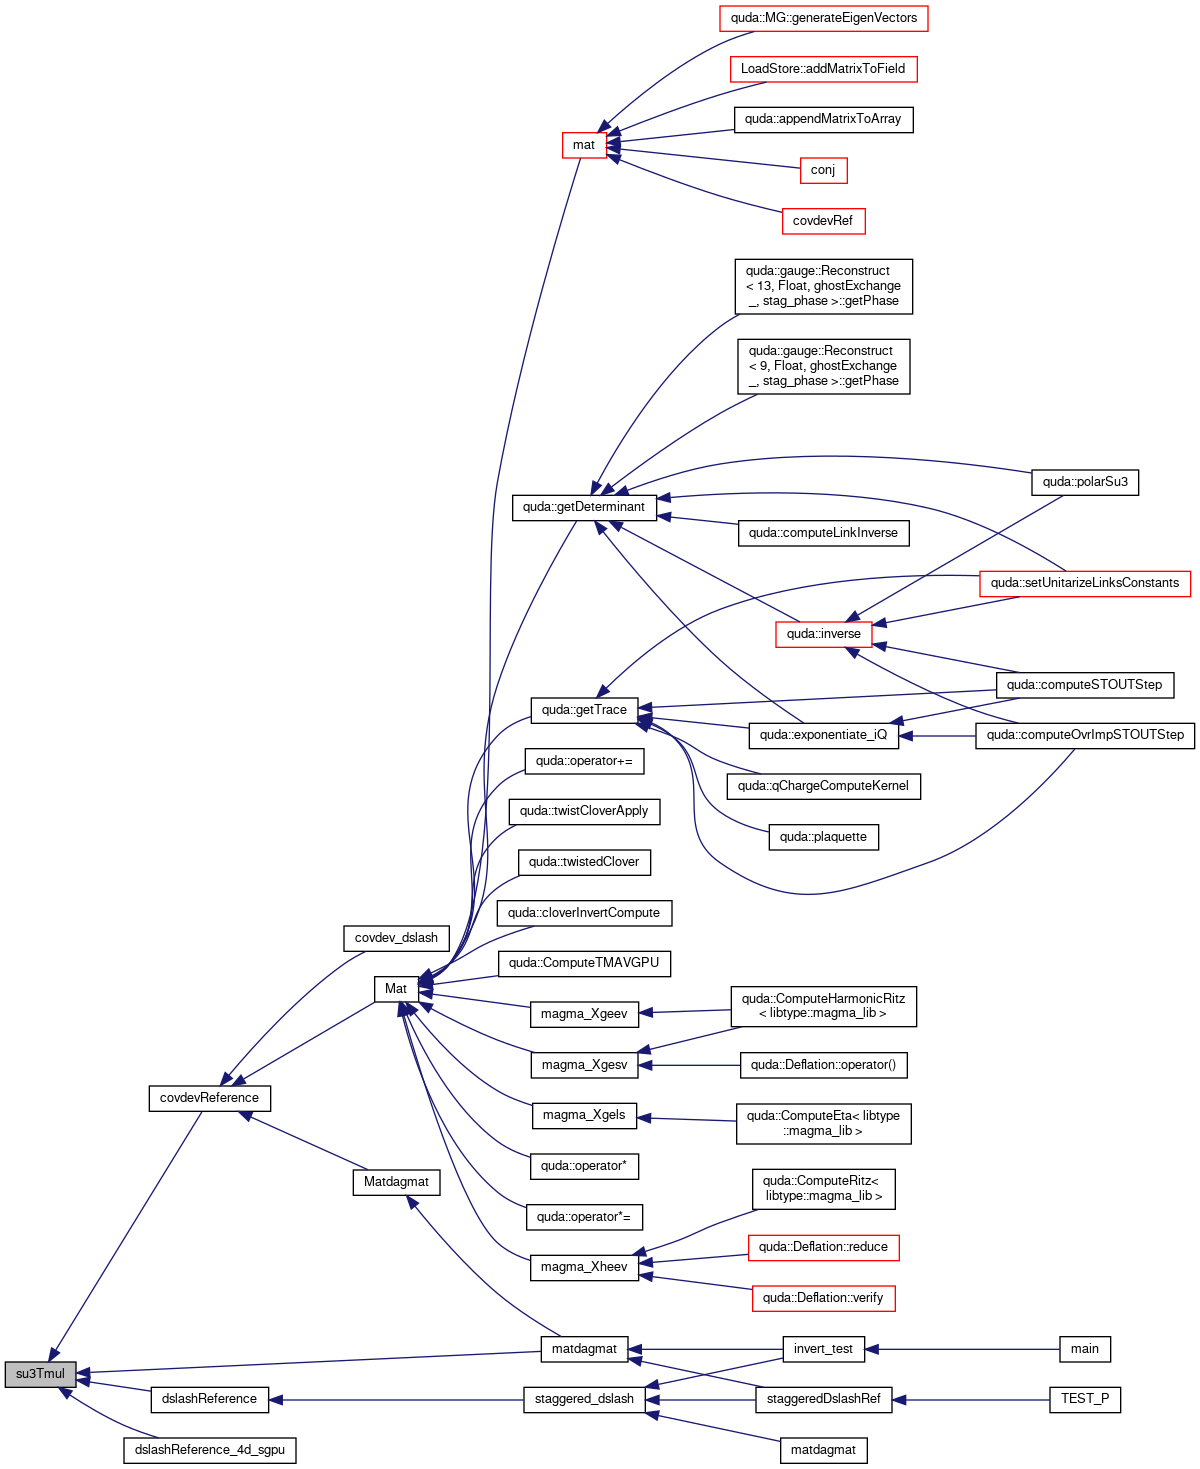 quda::MG::generateEigenVectors
LoadStore::addMatrixToField
quda::appendMatrixToArray
mat
conj
covdevRef
quda::gauge::Reconstruct
< 13, Float, ghostExchange
_, stag_phase >::getPhase
quda::gauge::Reconstruct
< 9, Float, ghostExchange
_, stag_phase >::getPhase
quda::polarSu3
quda::getDeterminant
quda::computeLinkInverse
quda::setUnitarizeLinksConstants
quda::inverse
quda::computeSTOUTStep
quda::getTrace
quda::exponentiate_iQ
quda::computeOvrImpSTOUTStep
quda::operator+=
quda::qChargeComputeKernel
quda::twistCloverApply
quda::plaquette
quda::twistedClover
quda::cloverInvertCompute
covdev_dslash
quda::ComputeTMAVGPU
Mat
magma_Xgeev
quda::ComputeHarmonicRitz
< libtype::magma_lib >
magma_Xgesv
quda::Deflation::operator()
covdevReference
magma_Xgels
quda::ComputeEta< libtype
::magma_lib >
quda::operator*
Matdagmat
quda::ComputeRitz<
libtype::magma_lib >
quda::operator*=
quda::Deflation::reduce
magma_Xheev
quda::Deflation::verify
matdagmat
invert_test
main
su3Tmul
dslashReference
staggered_dslash
staggeredDslashRef
TEST_P
dslashReference_4d_sgpu
matdagmat